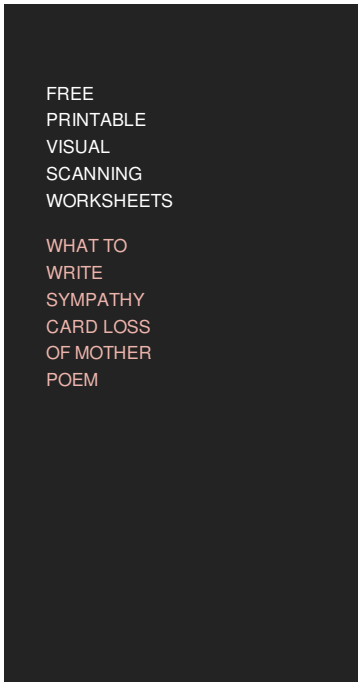 FREE
PRINTABLE
VISUAL
SCANNING
WORKSHEETS
WHAT TO
WRITE
SYMPATHY
CARD LOSS
OF MOTHER
POEM